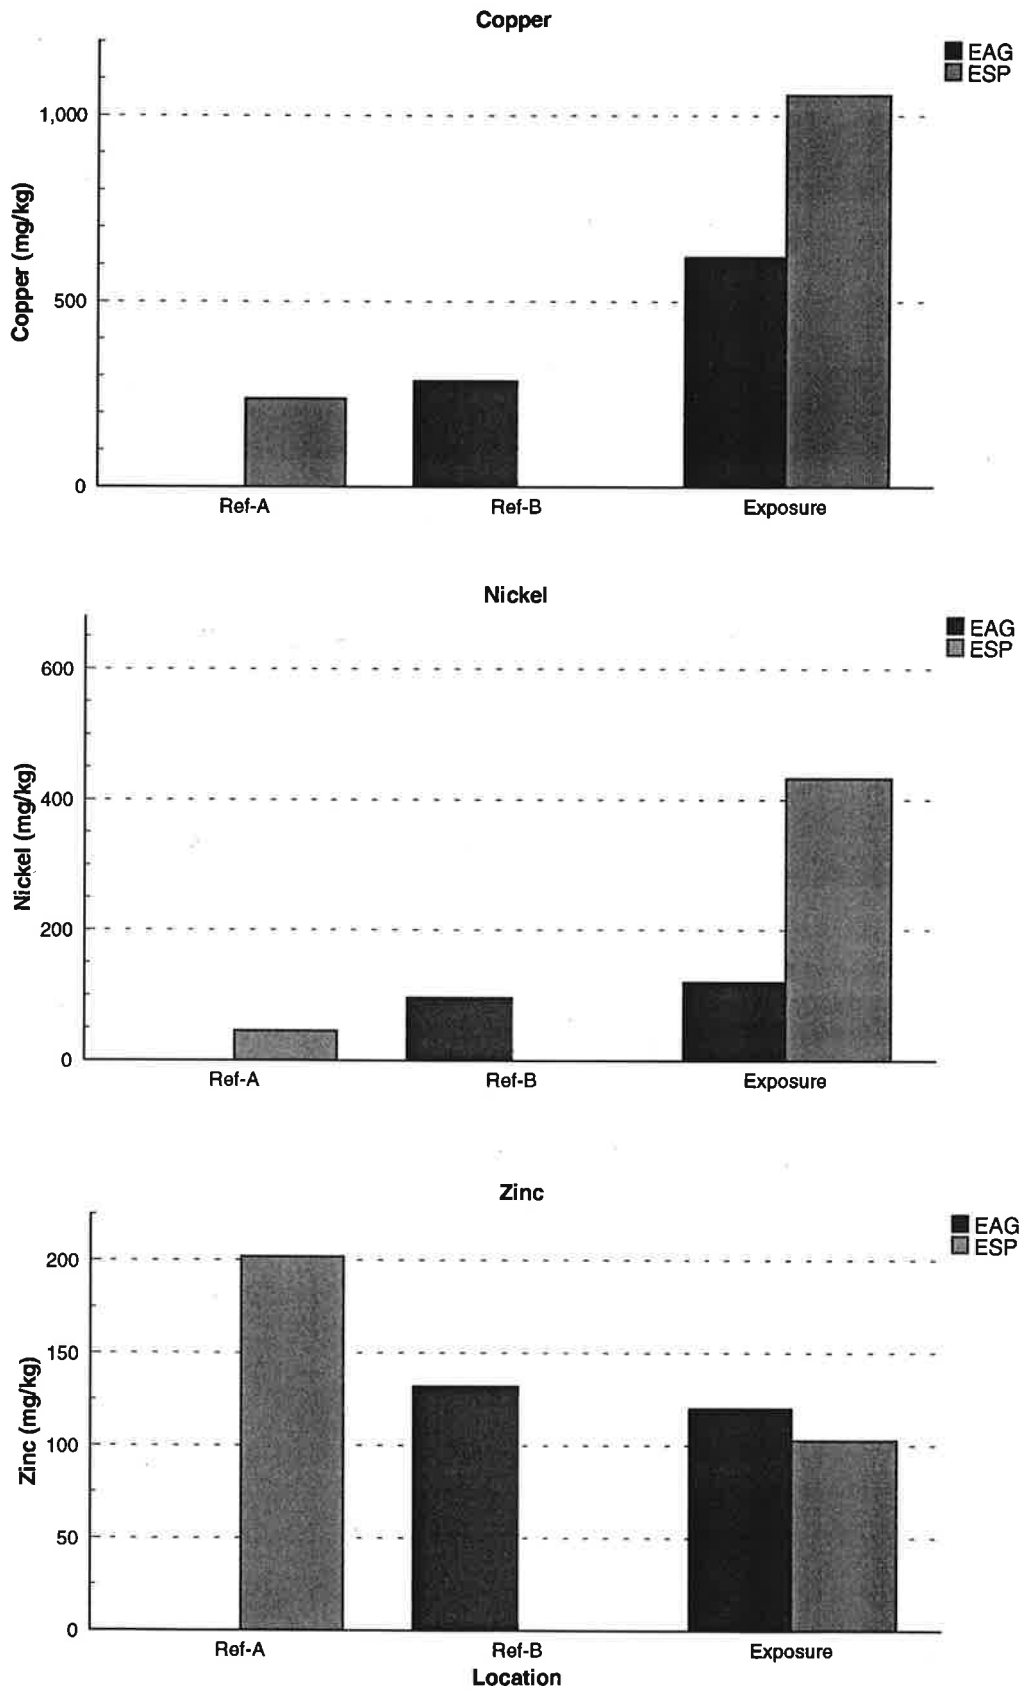 Copper
EAG
ESP
1,000
500
0
Copper (mg/kg)
Ref-A Ref-B Exposure
Nickel
EAG
ESP
600
400
200
0
Nickel (mg/kg)
Ref-A Ref-B Exposure
Zinc
EAG
ESP
200
150
100
50
0
Zinc (mg/kg)
Ref-A Ref-B Exposure
Location